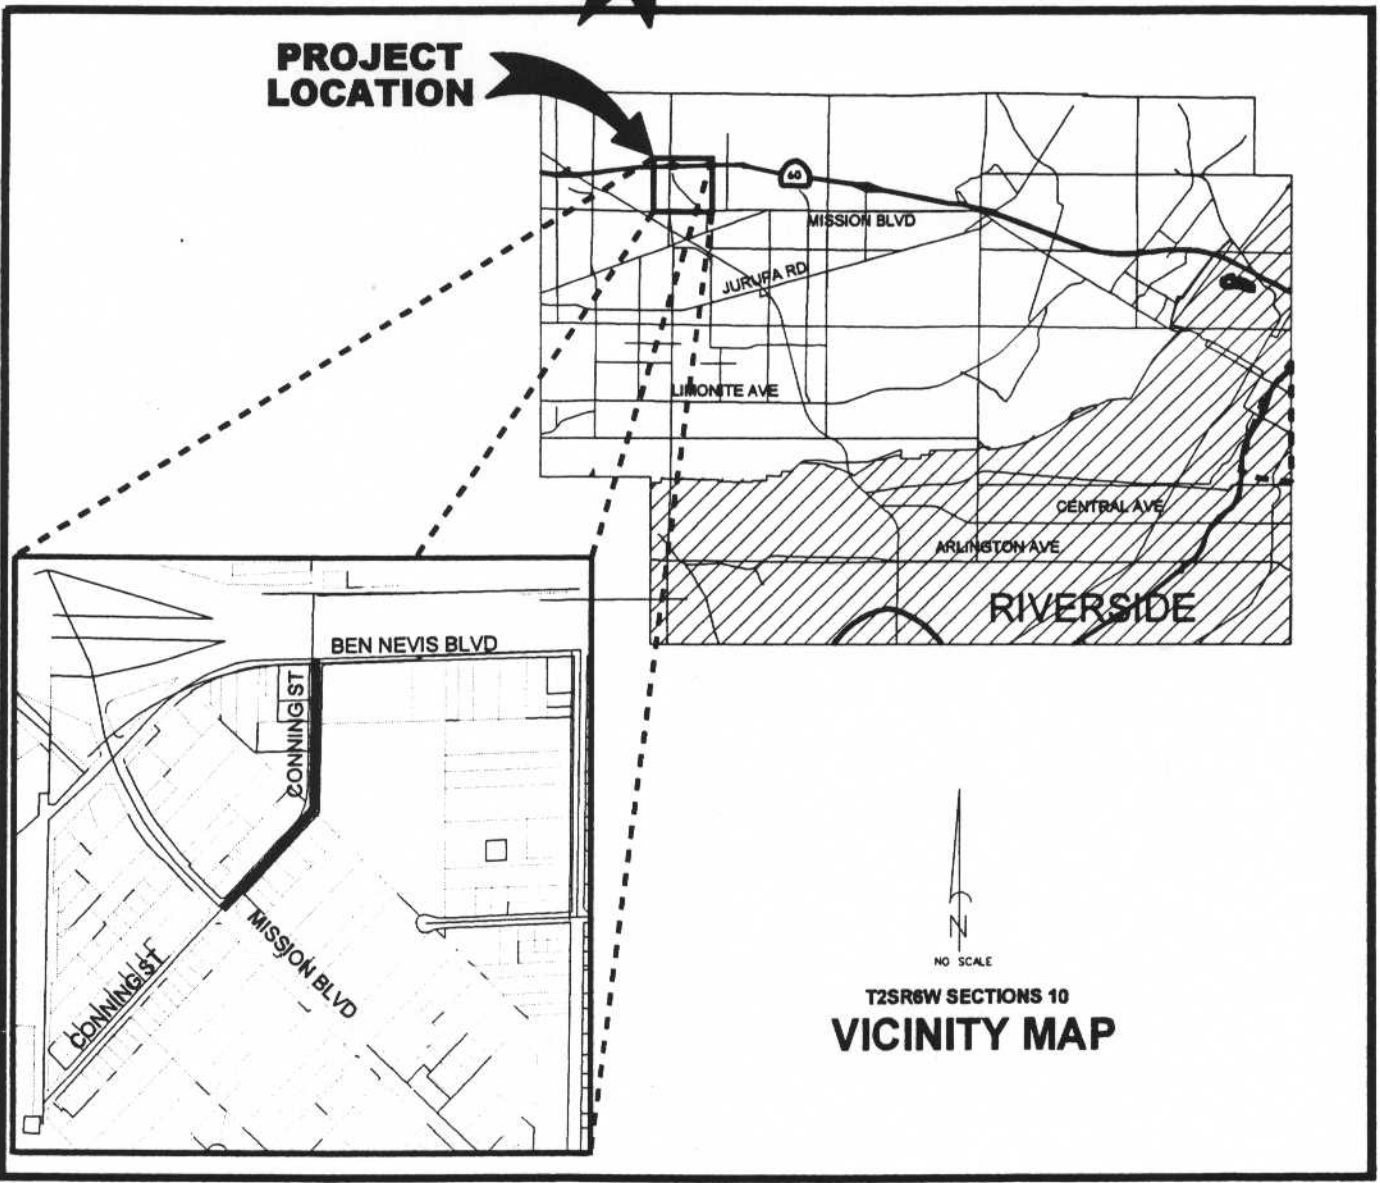 PROJECT
LOCATION
60
MISSION BLVD
JURUPA RD
LIMONITE AVE
CENTRAL AVE
ARLINGTON AVE
RIVERSIDE
BEN NEVIS BLVD
CONNING ST
MISSION BLVD
CONNING ST
N
NO SCALE
T2SR6W SECTIONS 10
VICINITY MAP